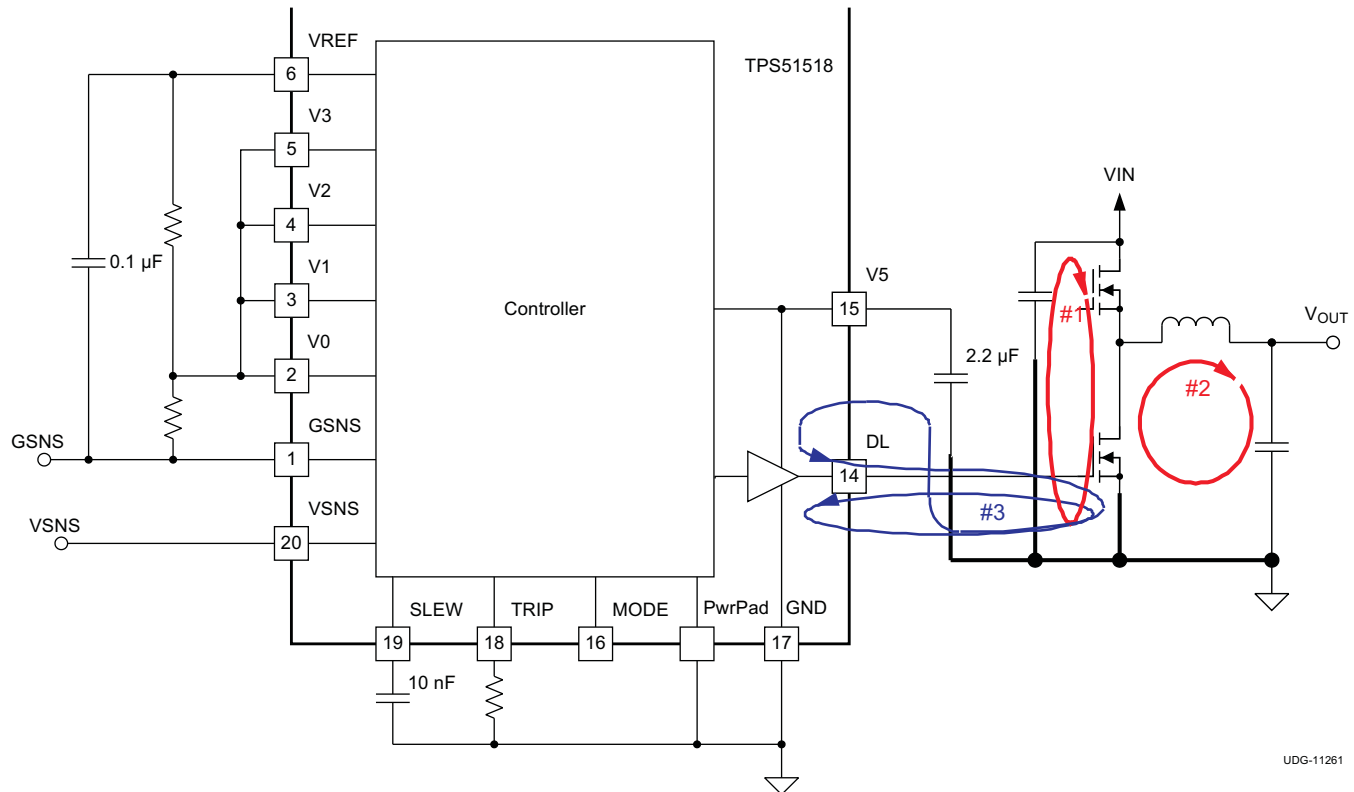 VREF
TPS51518
6
V3
5
V2
4
VIN
0.1 µF
V1
V5
3
Controller
15
#1
VOUT
V0
2.2 µF
2
#2
GSNS
GSNS
DL
1
14
#3
VSNS
VSNS
20
SLEW
TRIP
MODE
PwrPad
GND
19
18
16
17
10 nF
UDG-11261